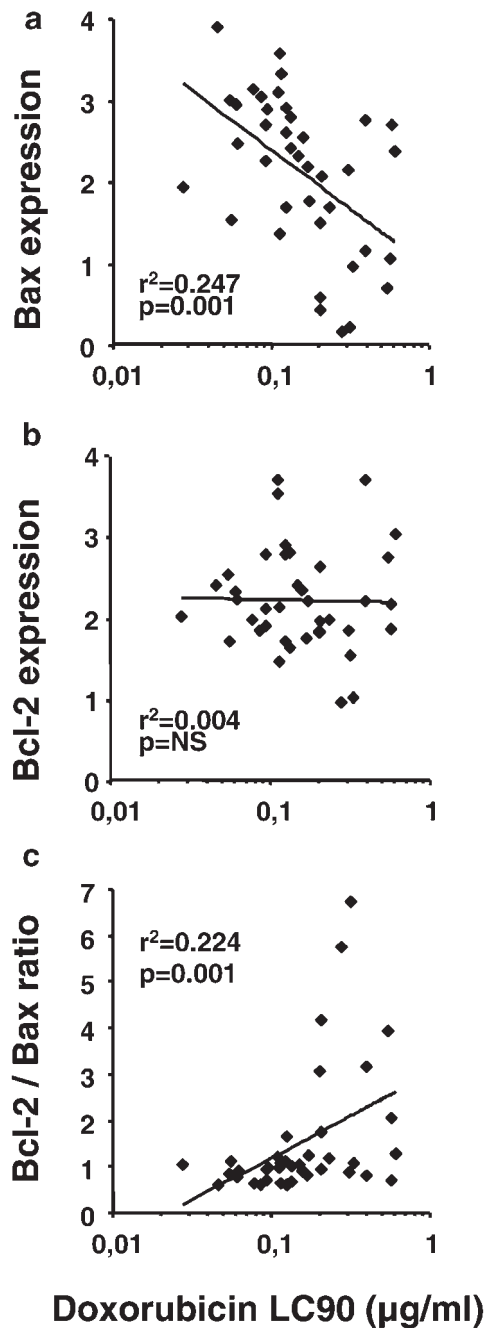 a
4
3
2
1
0
Bax expression
r²=0.247
p=0.001
0,01 0,1 1
b
4
3
2
1
0
Bcl-2 expression
r²=0.004
p=NS
0,01 0,1 1
c
7
6
5
4
3
2
1
0
Bcl-2 / Bax ratio
r²=0.224
p=0.001
0,01 0,1 1
Doxorubicin LC90 (µg/ml)